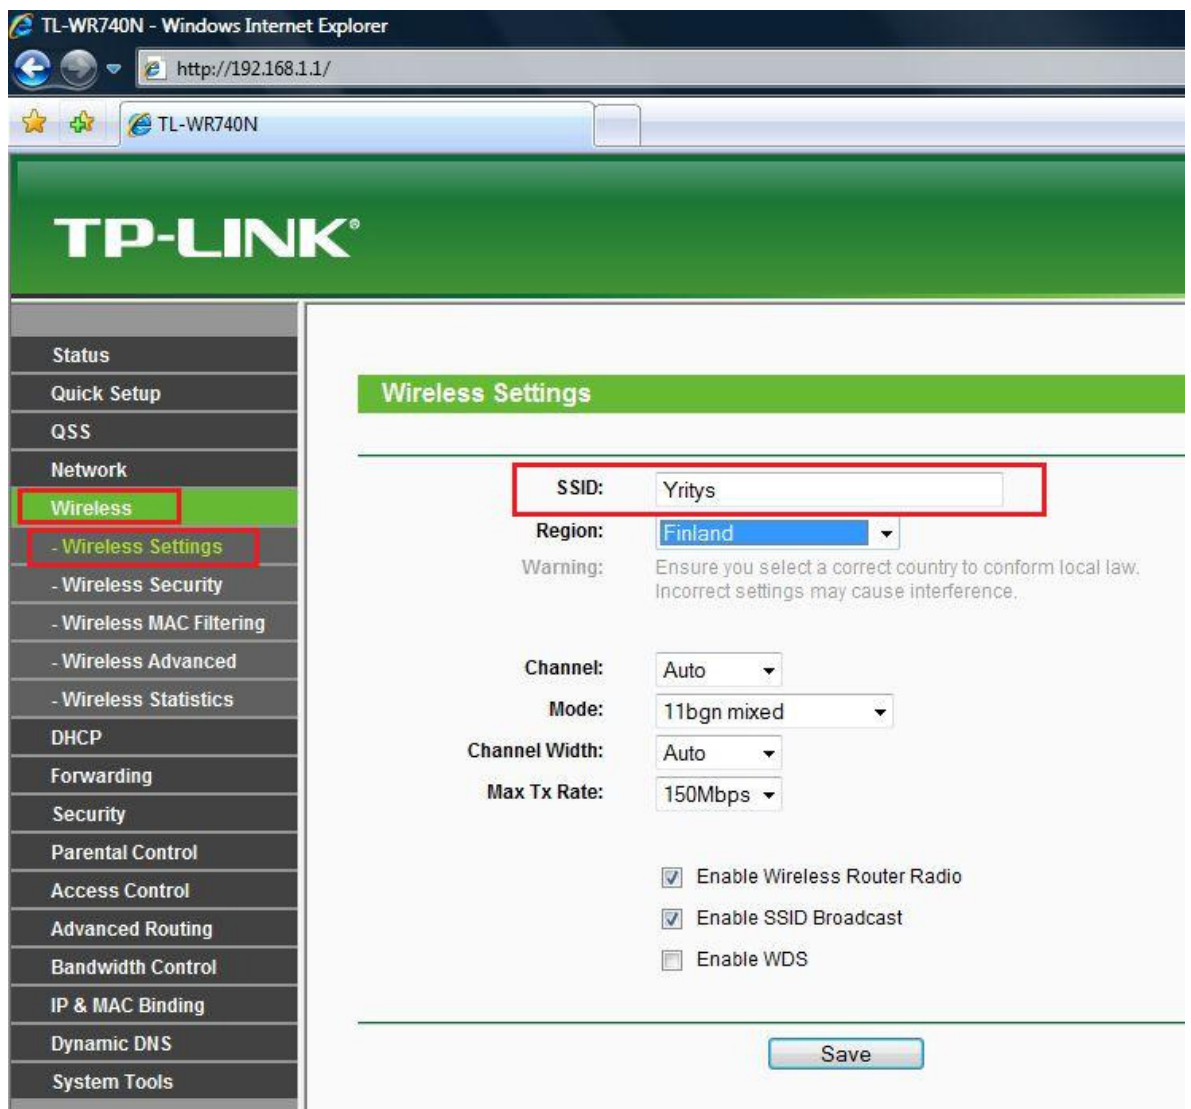 TL-WR740N - Windows Internet Explorer
http://192.168.1.1/
TL-WR740N
TP-LINK®
Status
Quick Setup
QSS
Network
Wireless
- Wireless Settings
- Wireless Security
- Wireless MAC Filtering
- Wireless Advanced
- Wireless Statistics
DHCP
Forwarding
Security
Parental Control
Access Control
Advanced Routing
Bandwidth Control
IP & MAC Binding
Dynamic DNS
System Tools
Wireless Settings
SSID: Yritys
Region: Finland
Warning: Ensure you select a correct country to conform local law.
Incorrect settings may cause interference.
Channel: Auto
Mode: 11bgn mixed
Channel Width: Auto
Max Tx Rate: 150Mbps
Enable Wireless Router Radio
Enable SSID Broadcast
Enable WDS
Save